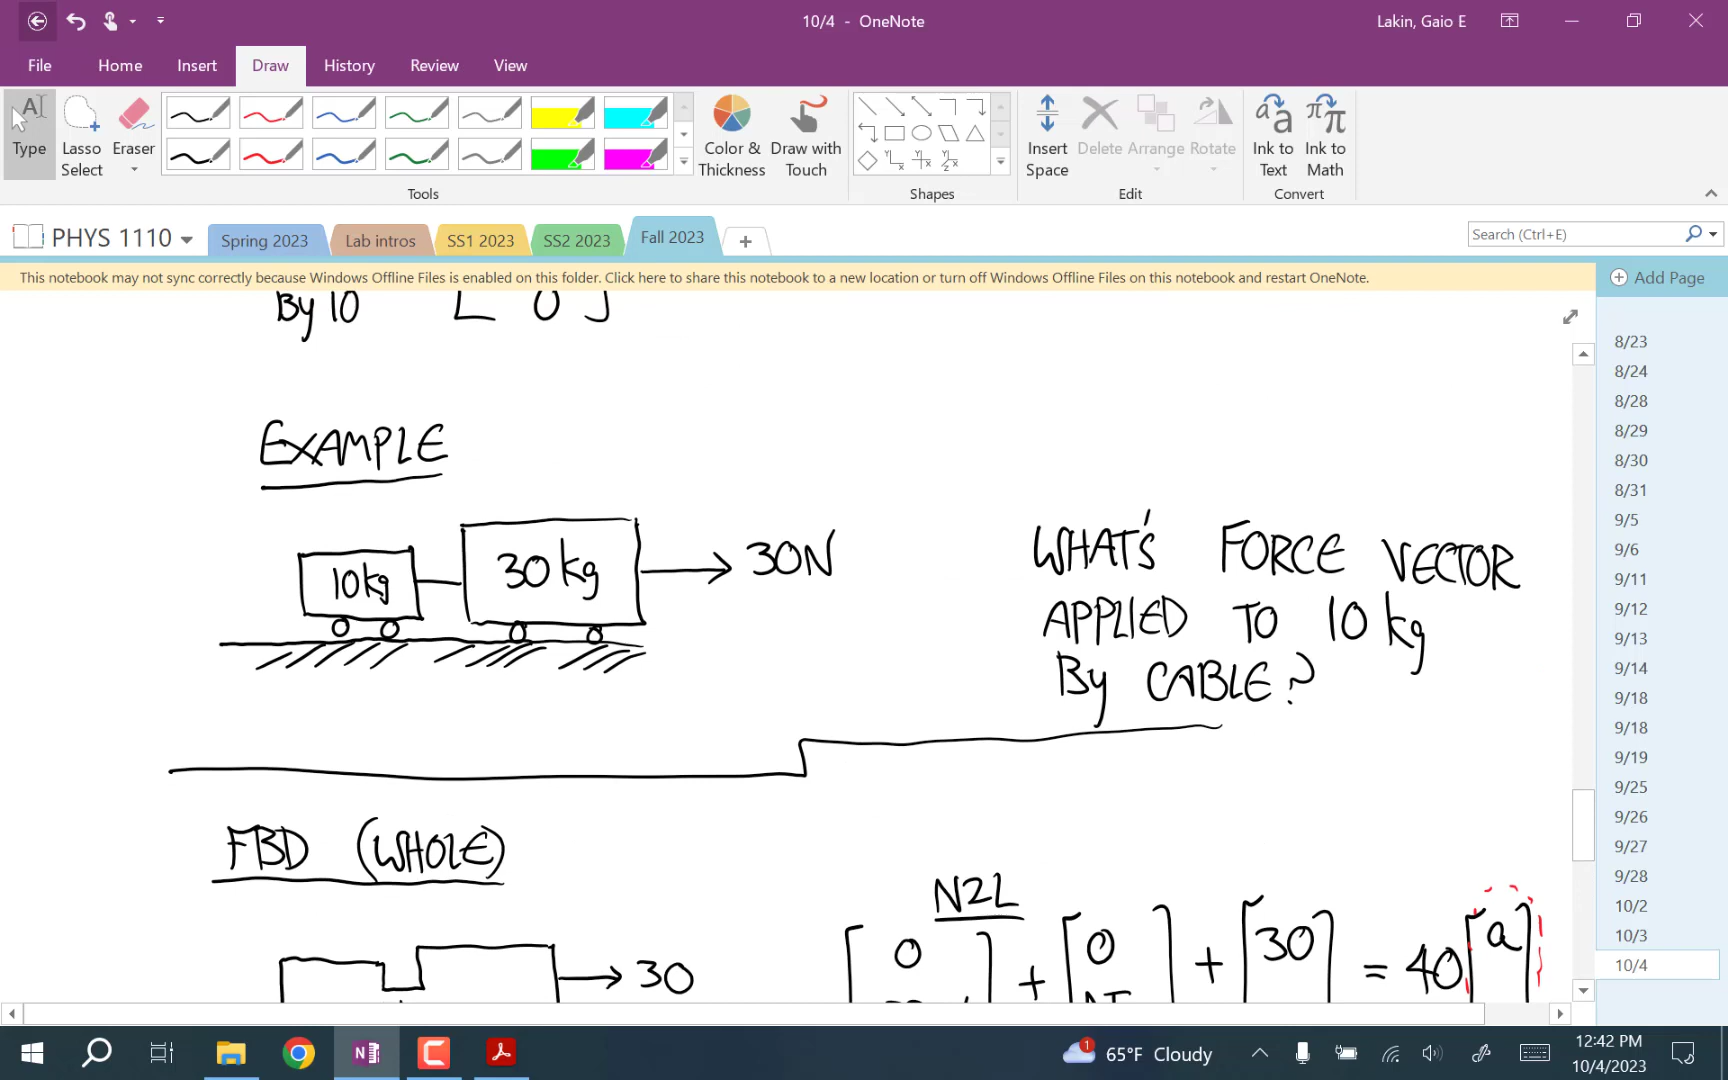 10/4 - OneNote
Lakin, Gaio E
File Home Insert Draw History Review View
Type
Lasso Select
Eraser
Color & Thickness
Draw with Touch
Insert Space
Delete
Arrange
Rotate
Ink to Text
Ink to Math
Tools
Shapes
Edit
Convert
PHYS 1110
Spring 2023
Lab intros
SS1 2023
SS2 2023
Fall 2023
Search (Ctrl+E)
This notebook may not sync correctly because Windows Offline Files is enabled on this folder. Click here to share this notebook to a new location or turn off Windows Offline Files on this notebook and restart OneNote.
Add Page
8/23
8/24
8/28
8/29
8/30
8/31
9/5
9/6
9/11
9/12
9/13
9/14
9/18
9/18
9/19
9/25
9/26
9/27
9/28
10/2
10/3
10/4
By 10 [ 0 ]
EXAMPLE
10kg
30kg
30N
WHAT'S FORCE VECTOR
APPLIED TO 10 kg
By CABLE?
FBD (WHOLE)
30
N2L
[0 + [0 ] + [30] = 40[a]
65°F Cloudy
1
12:42 PM
10/4/2023